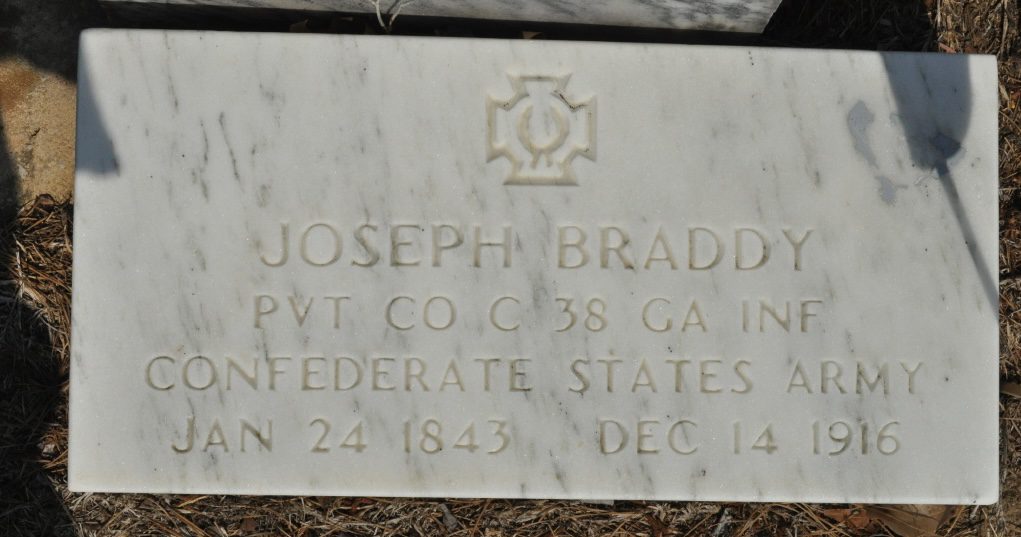 JOSEPH BRADDY
PVT CO C 38 GA INF
CONFEDERATE STATES ARMY
JAN 24 1843 DEC 14 1916